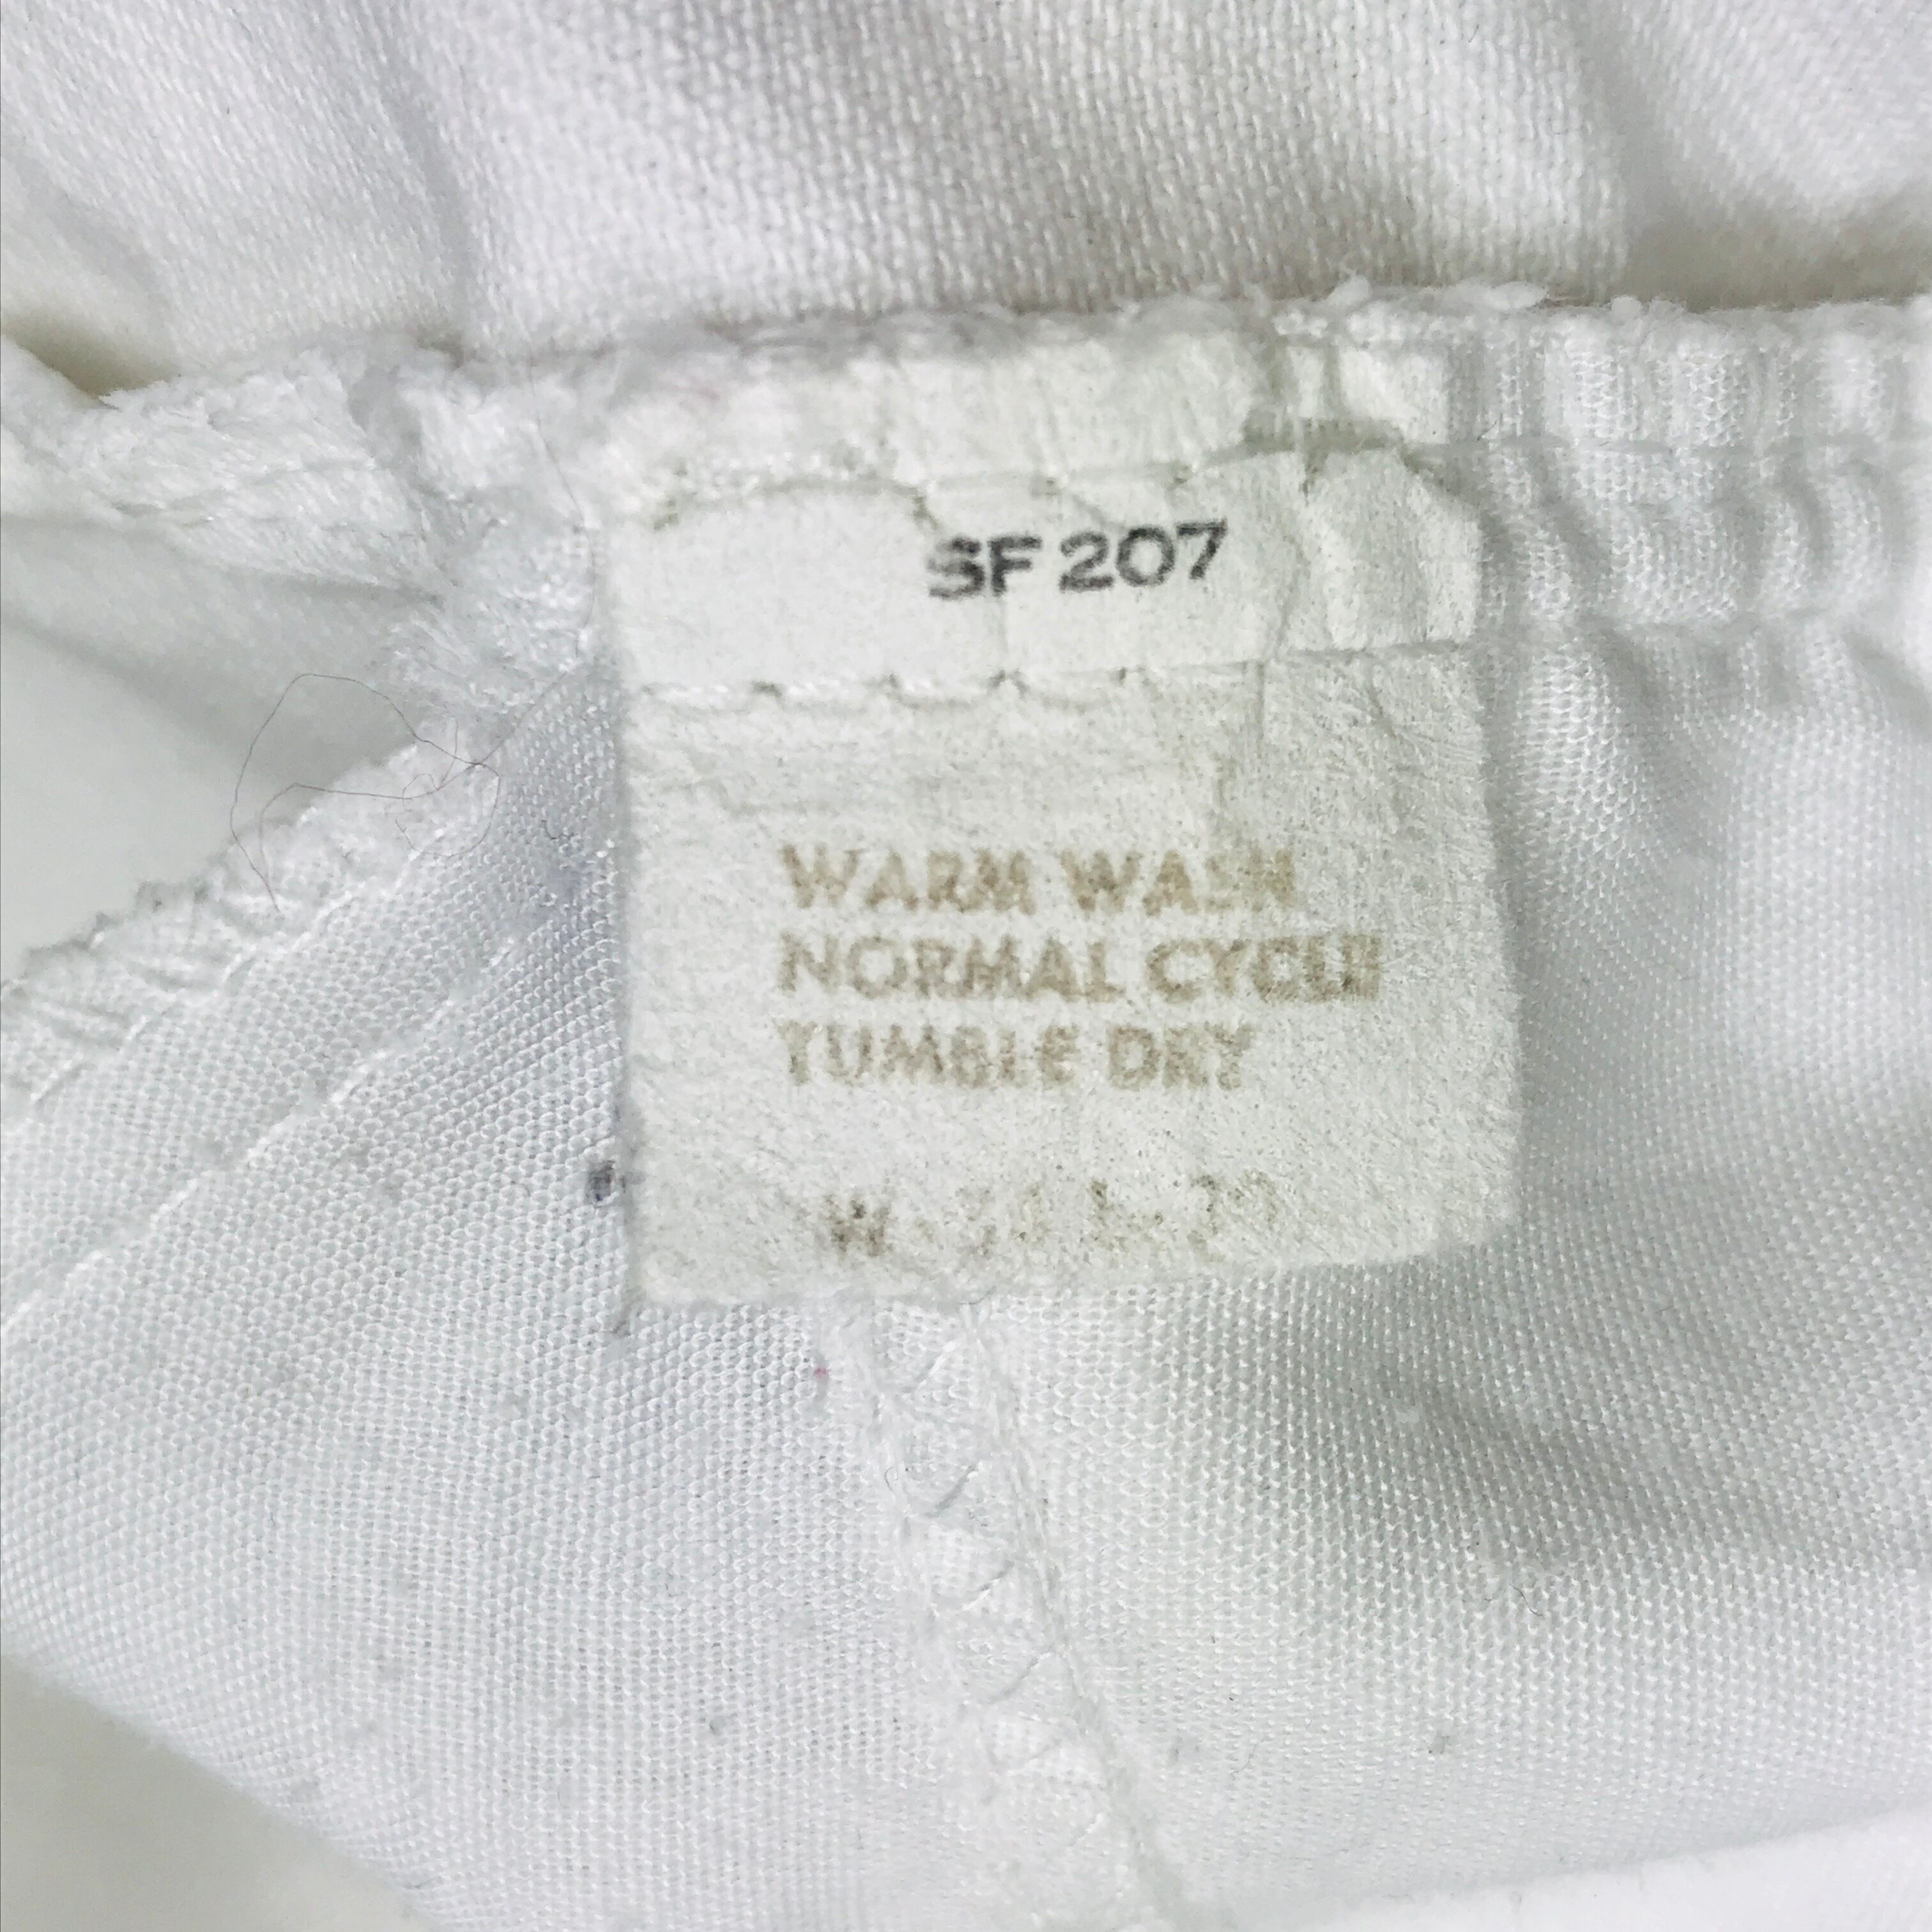 SF 207
WARM WASH
NORMAL CYCLE
TUMBLE DRY
W